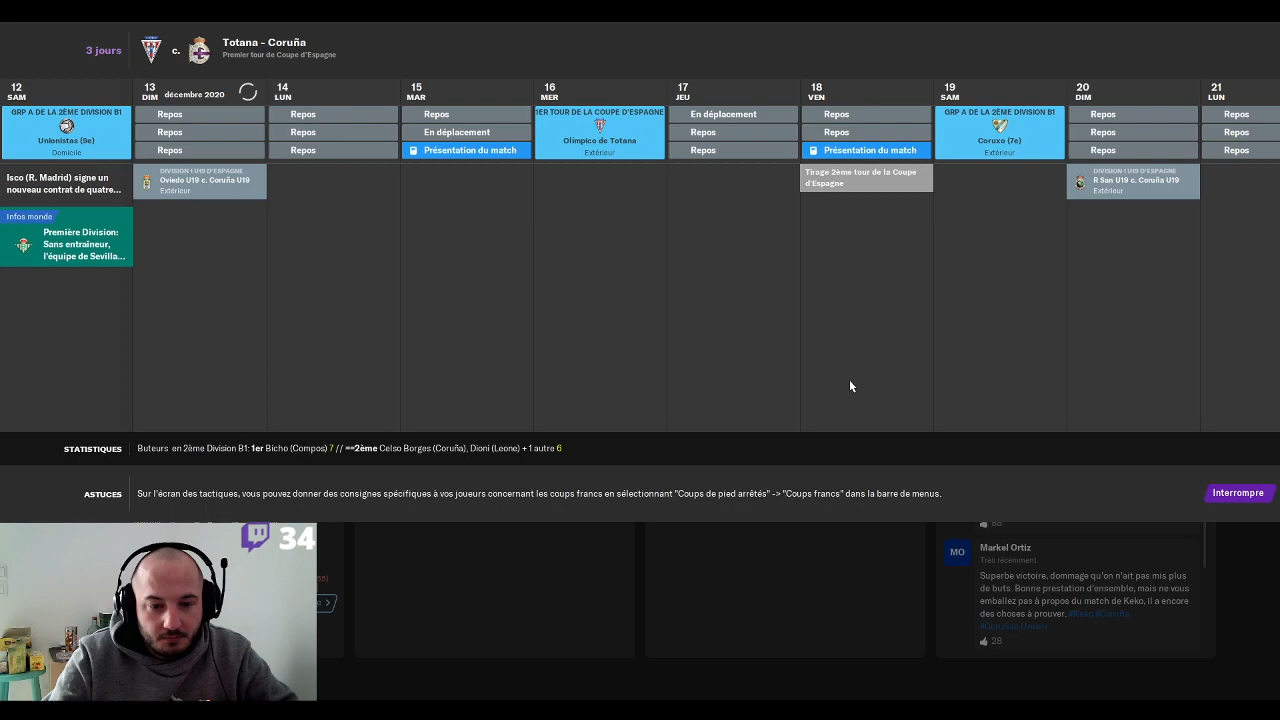 3 jours
c.
Totana - Coruña
Premier tour de Coupe d'Espagne
12
SAM
13
DIM
décembre 2020
14
LUN
15
MAR
16
MER
17
JEU
18
VEN
19
SAM
20
DIM
21
LUN
GRP A DE LA 2ÈME DIVISION B1
Unionistas (9e)
Domicile
Repos
Repos
Repos
Repos
Repos
Repos
Repos
En déplacement
Présentation du match
1ER TOUR DE LA COUPE D'ESPAGNE
Olímpico de Totana
Extérieur
En déplacement
Repos
Repos
Repos
Repos
Présentation du match
GRP A DE LA 2ÈME DIVISION B1
Coruxo (7e)
Extérieur
Repos
Repos
Repos
Repos
Repos
Repos
Isco (R. Madrid) signe un
nouveau contrat de quatre...
DIVISION 1 U19 D'ESPAGNE
Oviedo U19 c. Coruña U19
Extérieur
Tirage 2ème tour de la Coupe
d'Espagne
DIVISION 1 U19 D'ESPAGNE
R San U19 c. Coruña U19
Extérieur
Infos monde
Première Division:
Sans entraîneur,
l'équipe de Sevilla...
STATISTIQUES
Buteurs en 2ème Division B1: 1er Bicho (Compos) 7 // ==2ème Celso Borges (Coruña), Dioni (Leone) + 1 autre 6
ASTUCES
Sur l'écran des tactiques, vous pouvez donner des consignes spécifiques à vos joueurs concernant les coups francs en sélectionnant "Coups de pied arrêtés" -> "Coups francs" dans la barre de menus.
Interrompre
34
MO
Markel Ortiz
Très récemment
Superbe victoire, dommage qu'on n'ait pas mis plus
de buts. Bonne prestation d'ensemble, mais ne vous
emballez pas à propos du match de Keko, il a encore
des choses à prouver. #Keko #Coruña
28